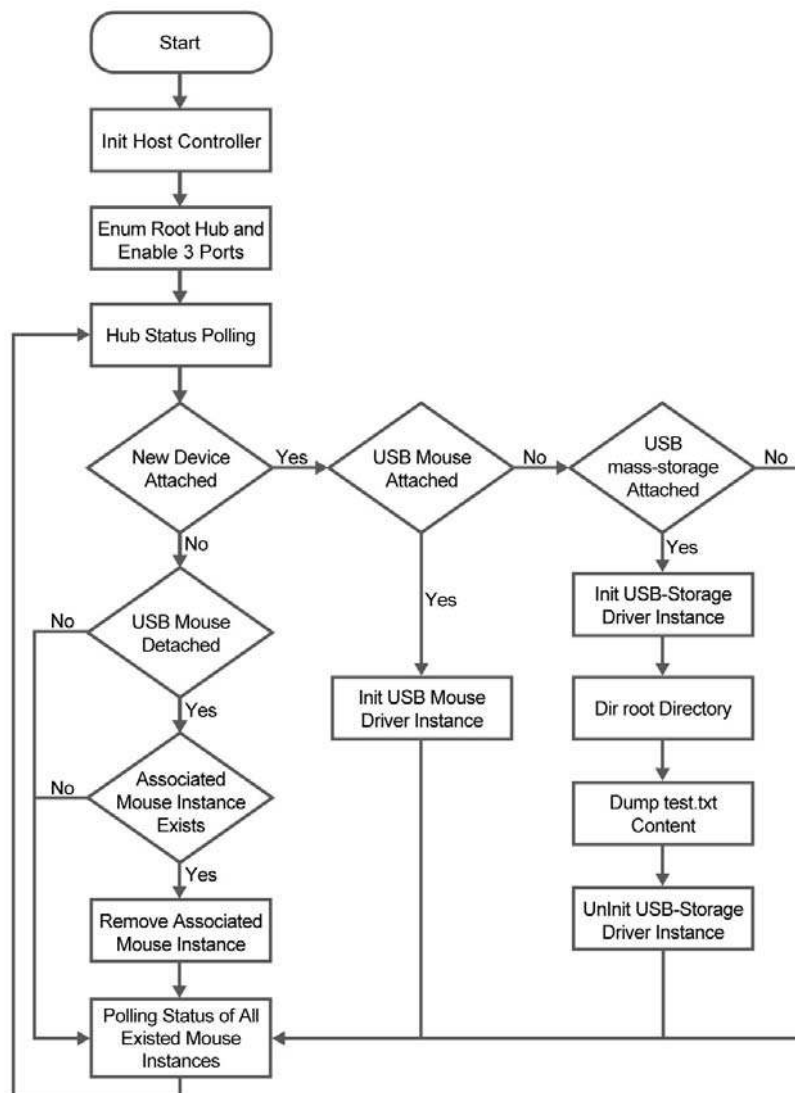 Start
Init Host Controller
Enum Root Hub and
Enable 3 Ports
Hub Status Polling
New Device
Attached
Yes
USB Mouse
Attached
No
USB
mass-storage
Attached
No
No
Yes
Yes
Init USB-Storage
Driver Instance
No
USB Mouse
Detached
Yes
Init USB Mouse
Driver Instance
Dir root Directory
No
Associated
Mouse Instance
Exists
Dump test.txt
Content
Yes
Remove Associated
Mouse Instance
UnInit USB-Storage
Driver Instance
Polling Status of All
Existed Mouse
Instances